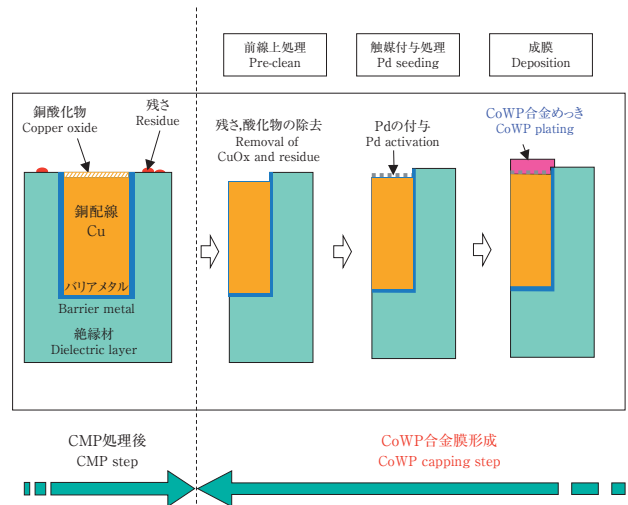 前線上処理
Pre-clean
触媒付与処理
Pd seeding
成膜
Deposition
銅酸化物
Copper oxide
残さ
Residue
残さ,酸化物の除去
Removal of
CuOx and residue
Pdの付与
Pd activation
CoWP合金めっき
CoWP plating
銅配線
Cu
バリアメタル
Barrier metal
絶縁材
Dielectric layer
CMP処理後
CMP step
CoWP合金膜形成
CoWP capping step